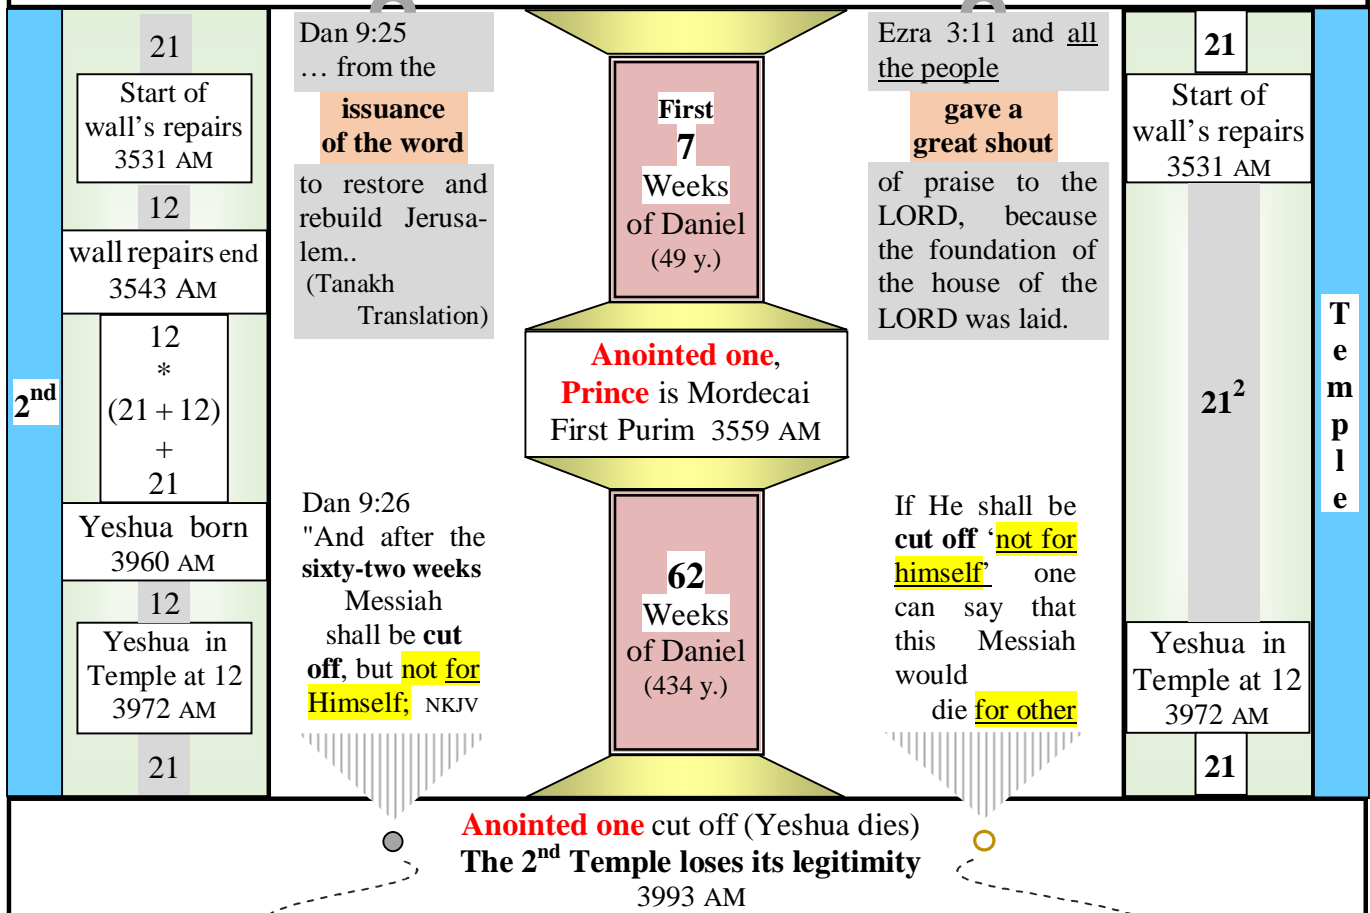 21
Start of
wall’s repairs
3531 AM
12
wall repairs end
3543 AM
12
*
(21 + 12)
+
21
Yeshua born
3960 AM
12
Yeshua in
Temple at 12
3972 AM
21
2nd
Dan 9:25
… from the
issuance
of the word
to restore and
rebuild Jerusa-
lem..
(Tanakh
Translation)
Dan 9:26
"And after the
sixty-two weeks
Messiah
shall be cut
off, but not for
Himself; NKJV
First
7
Weeks
of Daniel
(49 y.)
Anointed one,
Prince is Mordecai
First Purim 3559 AM
62
Weeks
of Daniel
(434 y.)
Ezra 3:11 and all
the people
gave a
great shout
of praise to the
LORD, because
the foundation of
the house of the
LORD was laid.
If He shall be
cut off ‘not for
himself’ one
can say that
this Messiah
would
die for other
21
Start of
wall’s repairs
3531 AM
21²
Yeshua in
Temple at 12
3972 AM
21
T
e
m
p
l
e
Anointed one cut off (Yeshua dies)
The 2nd Temple loses its legitimity
3993 AM